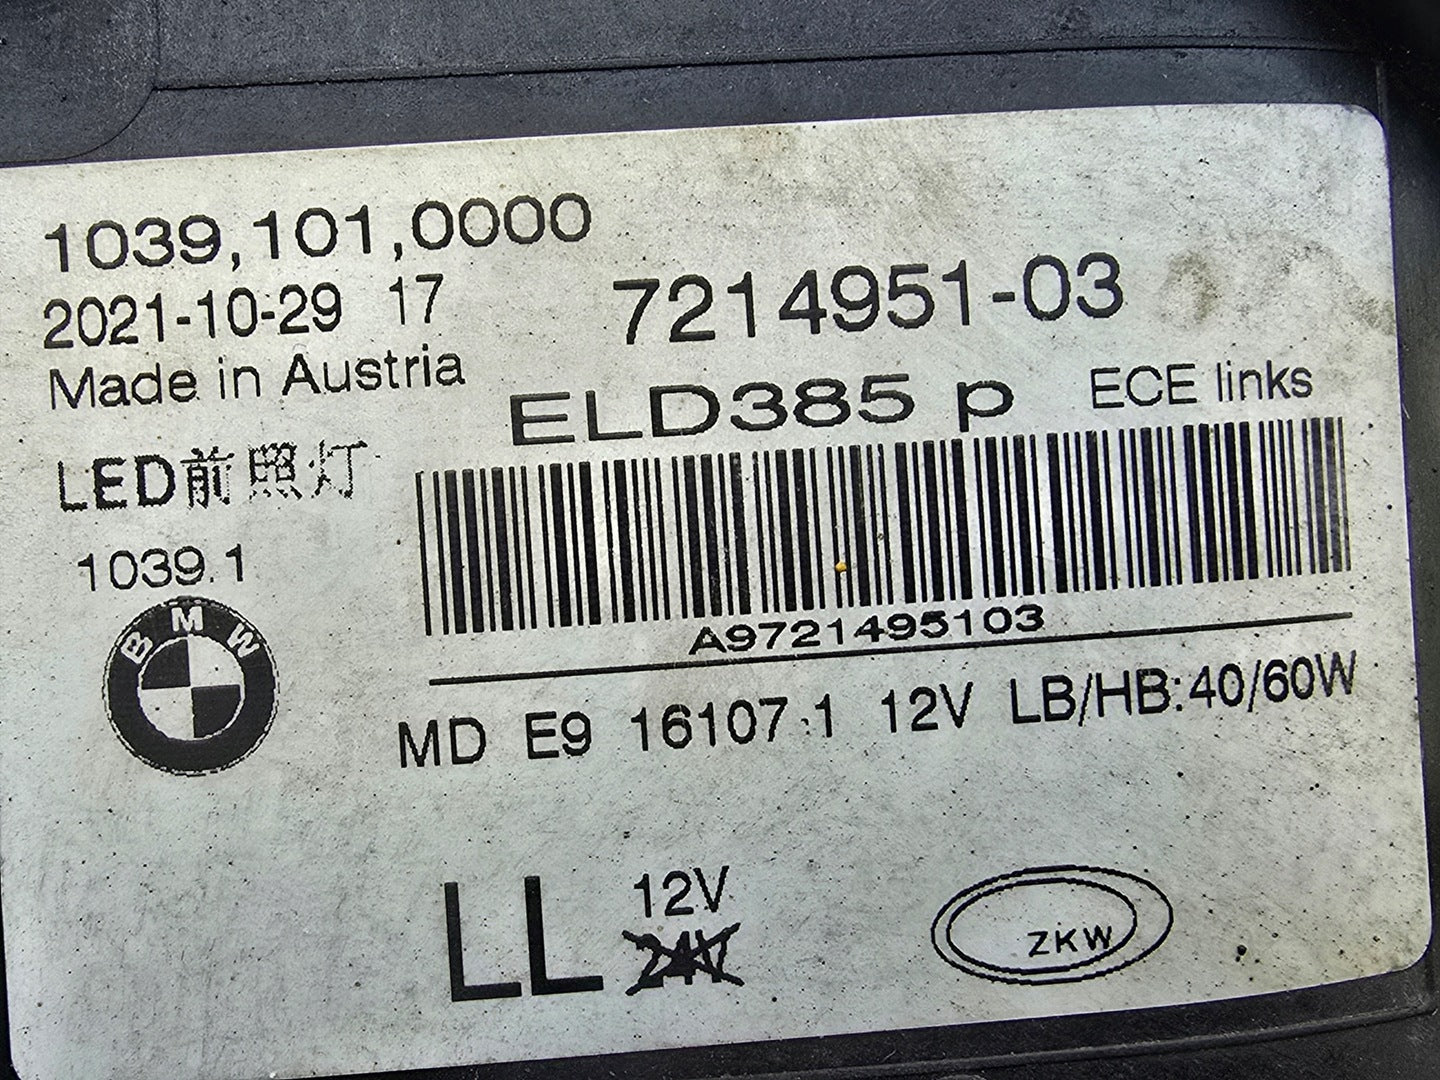 1039,101,0000
2021-10-29 17
7214951-03
Made in Austria
ELD385 p ECE links
LED前照灯
1039.1
BMW
A9721495103
MD E9 16107.1 12V LB/HB:40/60W
LL 12V
24V
ZKW